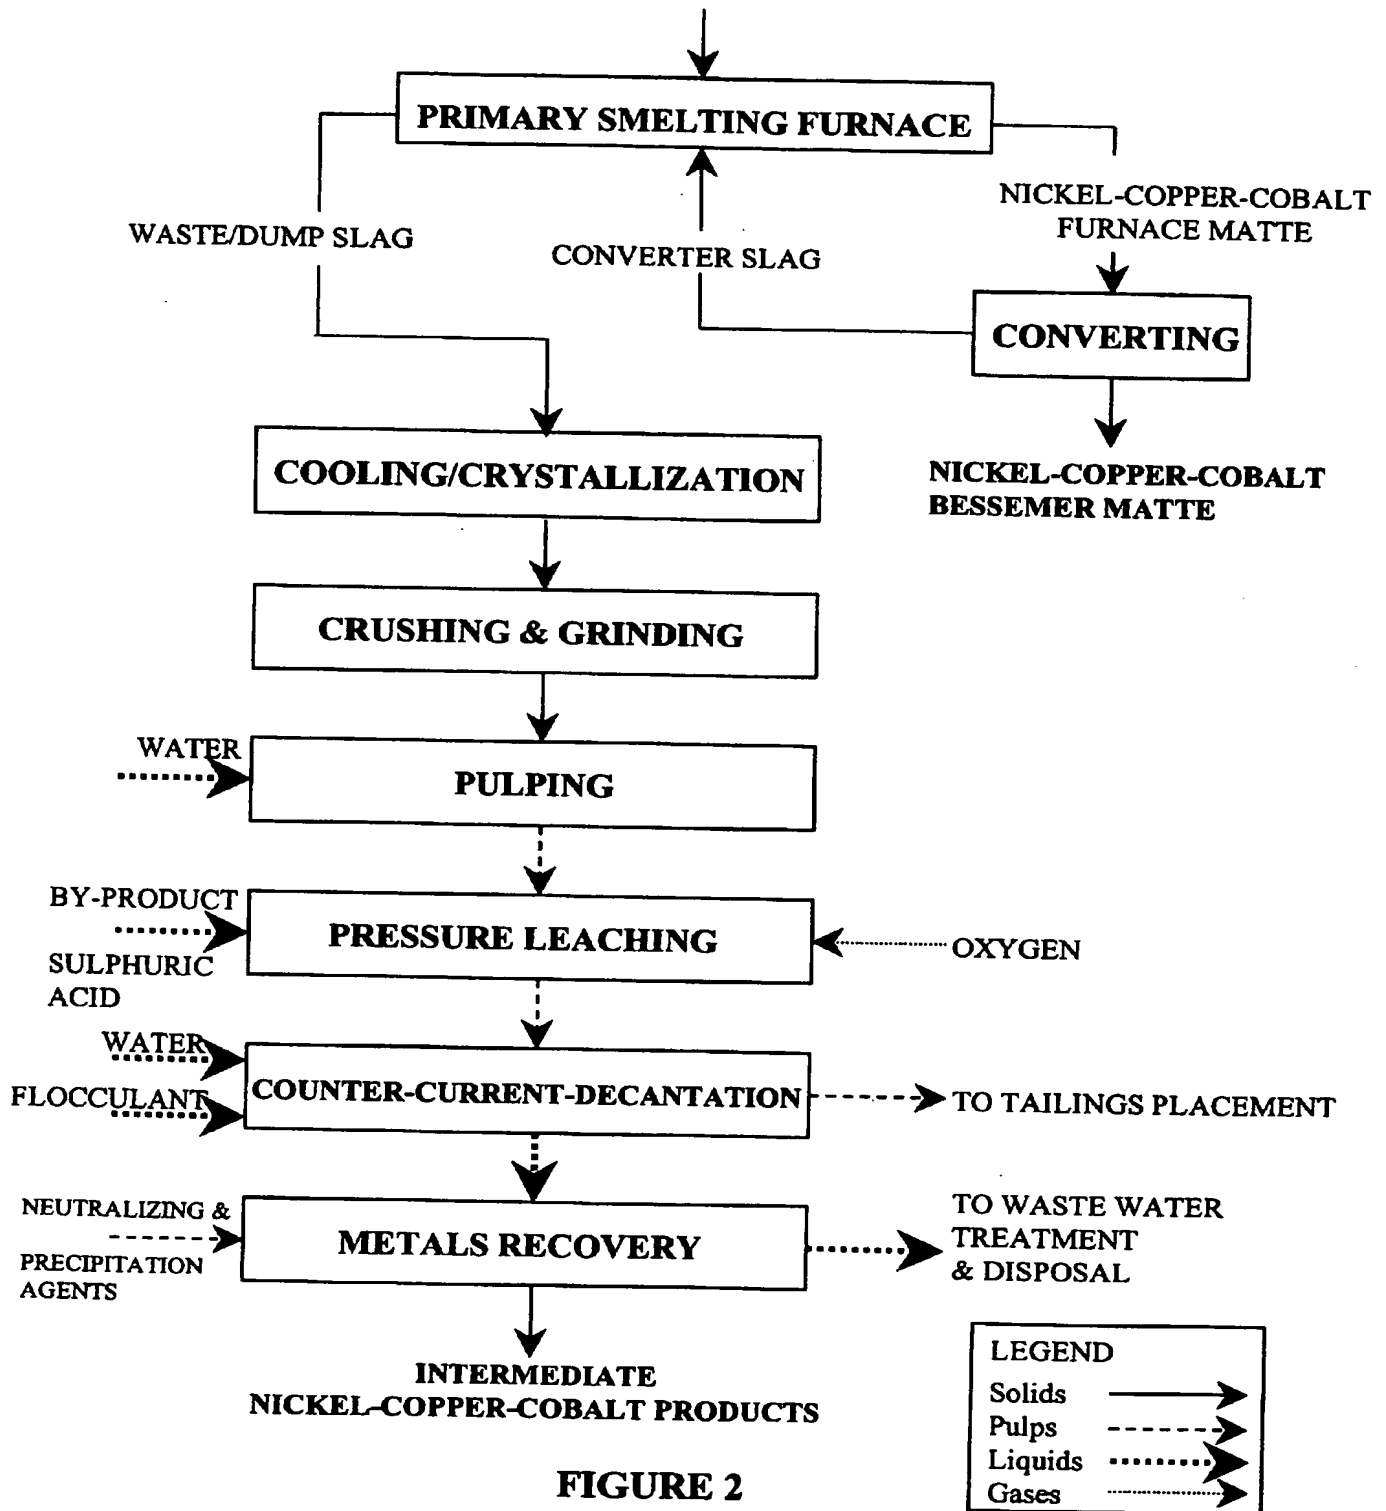 PRIMARY SMELTING FURNACE
NICKEL-COPPER-COBALT
FURNACE MATTE
WASTE/DUMP SLAG
CONVERTER SLAG
CONVERTING
NICKEL-COPPER-COBALT
BESSEMER MATTE
COOLING/CRYSTALLIZATION
CRUSHING & GRINDING
WATER
PULPING
BY-PRODUCT
SULPHURIC
ACID
PRESSURE LEACHING
OXYGEN
WATER
FLOCCULANT
COUNTER-CURRENT-DECANTATION
TO TAILINGS PLACEMENT
NEUTRALIZING &
PRECIPITATION
AGENTS
METALS RECOVERY
TO WASTE WATER
TREATMENT
& DISPOSAL
INTERMEDIATE
NICKEL-COPPER-COBALT PRODUCTS
LEGEND
Solids
Pulps
Liquids
Gases
FIGURE 2